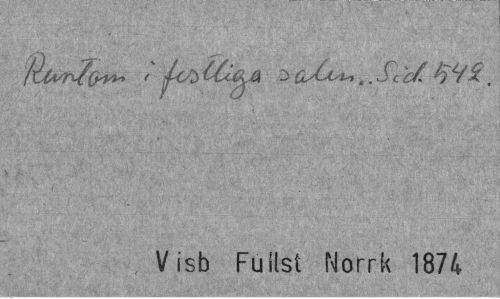 Runtom i festliga salen.. Sid. 542.
Visb Fullst Norrk 1874